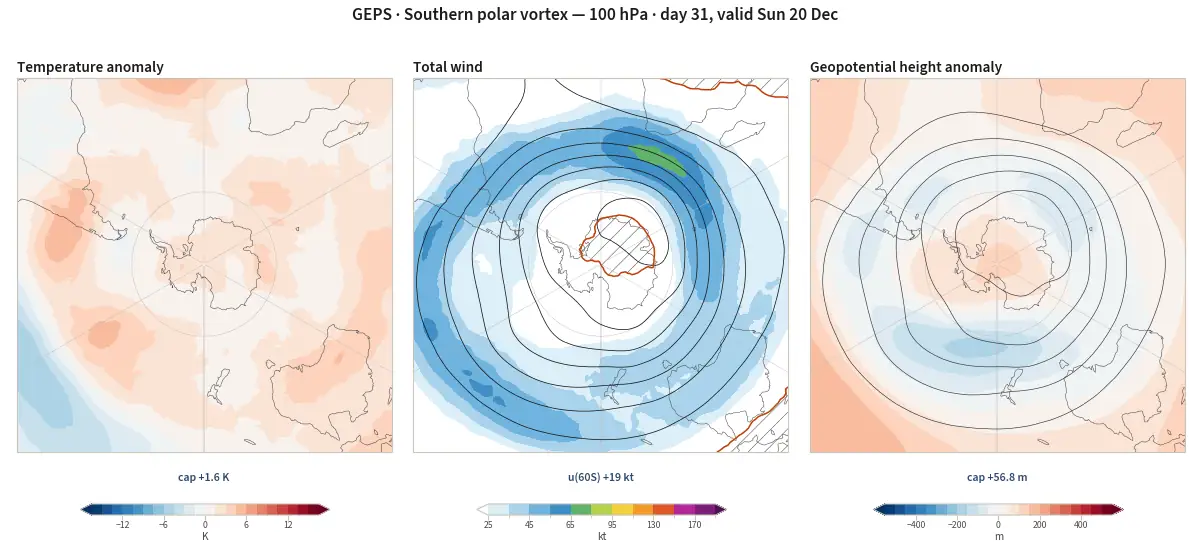 GEPS · Southern polar vortex — 100 hPa · day 31, valid Sun 20 Dec
Temperature anomaly
Total wind
Geopotential height anomaly
cap +1.6 K
u(60S) +19 kt
cap +56.8 m
−12 −6 0 6 12
K
25 45 65 95 130 170
kt
−400 −200 0 200 400
m